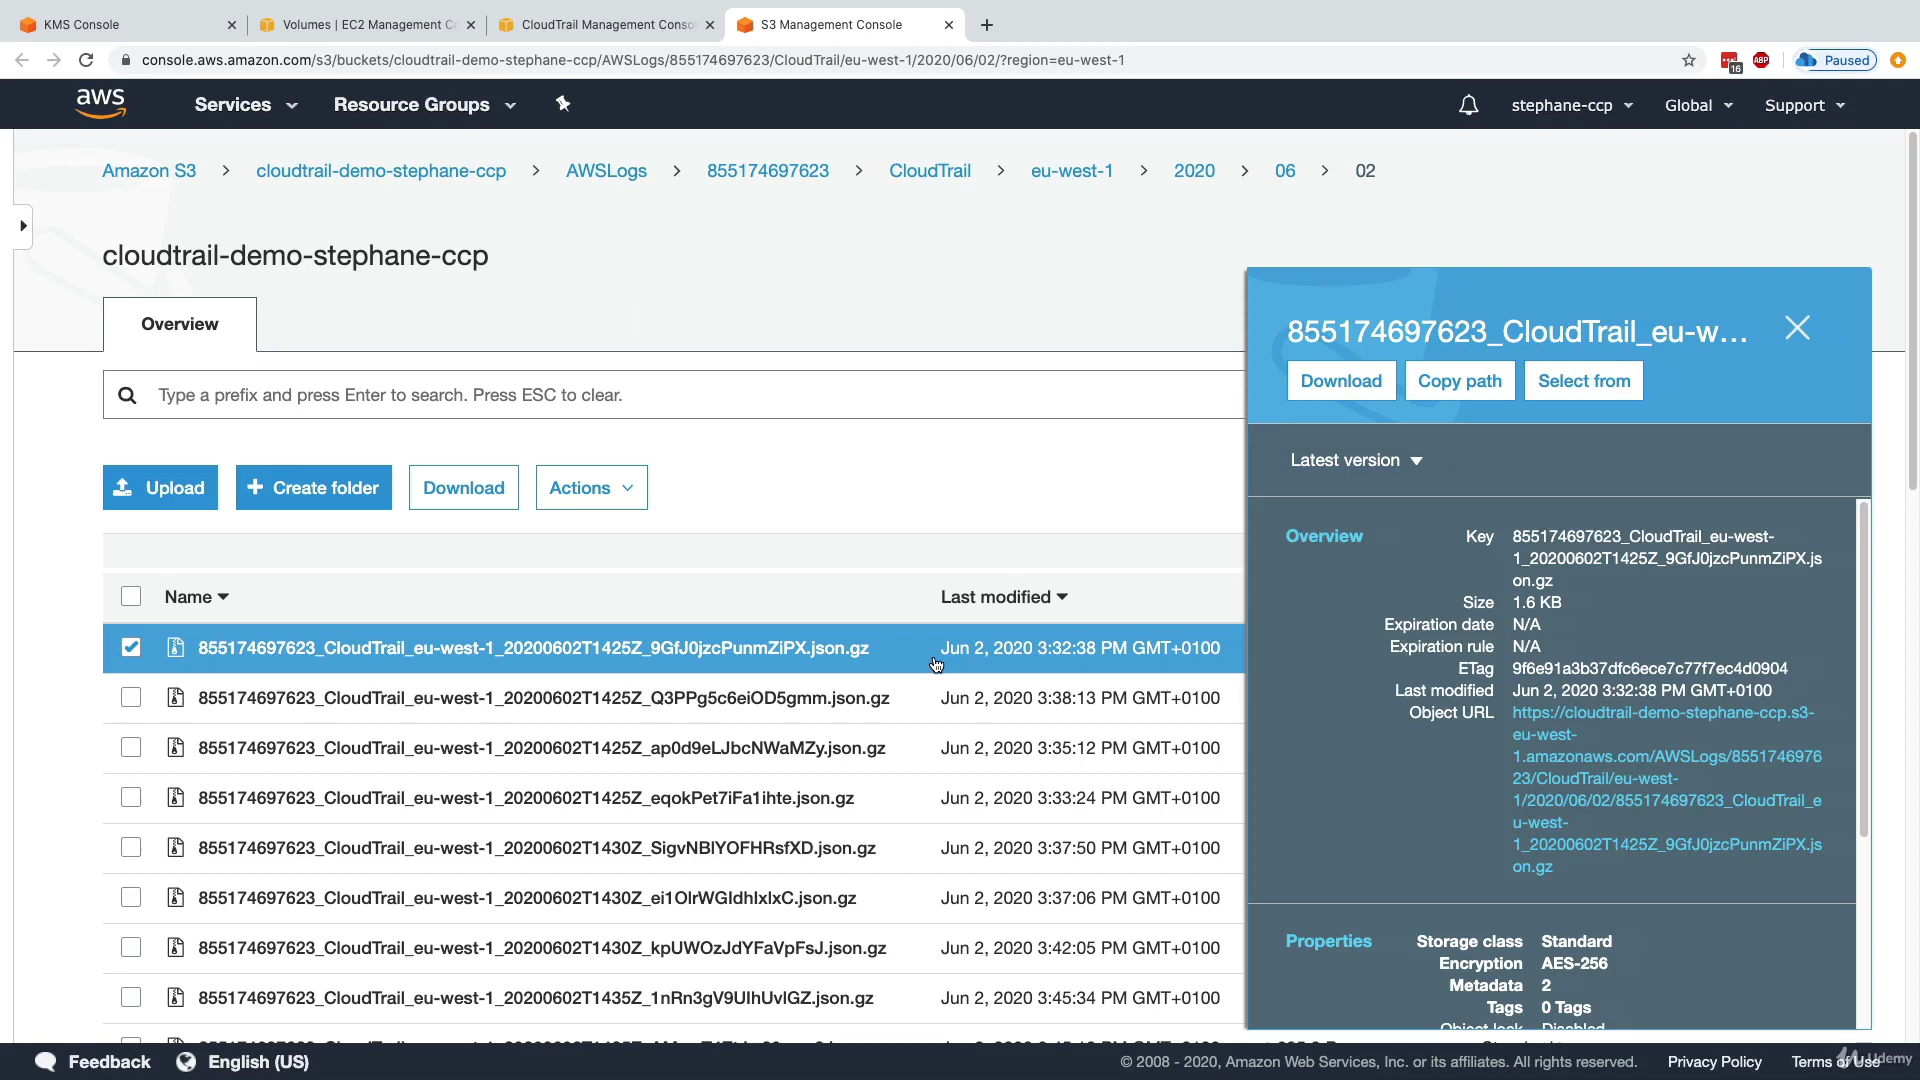 KMS Console
Volumes | EC2 Management Co
CloudTrail Management Conso
S3 Management Console
console.aws.amazon.com/s3/buckets/cloudtrail-demo-stephane-ccp/AWSLogs/855174697623/CloudTrail/eu-west-1/2020/06/02/?region=eu-west-1
16
ABP
Paused
aws
Services
Resource Groups
stephane-ccp
Global
Support
Amazon S3 > cloudtrail-demo-stephane-ccp > AWSLogs > 855174697623 > CloudTrail > eu-west-1 > 2020 > 06 > 02
cloudtrail-demo-stephane-ccp
Overview
Type a prefix and press Enter to search. Press ESC to clear.
Upload
+ Create folder
Download
Actions
Name
Last modified
855174697623_CloudTrail_eu-west-1_20200602T1425Z_9GfJ0jzcPunmZiPX.json.gz Jun 2, 2020 3:32:38 PM GMT+0100
855174697623_CloudTrail_eu-west-1_20200602T1425Z_Q3PPg5c6eiOD5gmm.json.gz Jun 2, 2020 3:38:13 PM GMT+0100
855174697623_CloudTrail_eu-west-1_20200602T1425Z_ap0d9eLJbcNWaMZy.json.gz Jun 2, 2020 3:35:12 PM GMT+0100
855174697623_CloudTrail_eu-west-1_20200602T1425Z_eqokPet7iFa1ihte.json.gz Jun 2, 2020 3:33:24 PM GMT+0100
855174697623_CloudTrail_eu-west-1_20200602T1430Z_SigvNBlYOFHRsfXD.json.gz Jun 2, 2020 3:37:50 PM GMT+0100
855174697623_CloudTrail_eu-west-1_20200602T1430Z_ei1OlrWGIdhlxlxC.json.gz Jun 2, 2020 3:37:06 PM GMT+0100
855174697623_CloudTrail_eu-west-1_20200602T1430Z_kpUWOzJdYFaVpFsJ.json.gz Jun 2, 2020 3:42:05 PM GMT+0100
855174697623_CloudTrail_eu-west-1_20200602T1435Z_1nRn3gV9UIhUvlGZ.json.gz Jun 2, 2020 3:45:34 PM GMT+0100
855174697623_CloudTrail_eu-w...
Download
Copy path
Select from
Latest version
Overview
Key 855174697623_CloudTrail_eu-west-
1_20200602T1425Z_9GfJ0jzcPunmZiPX.js
on.gz
Size 1.6 KB
Expiration date N/A
Expiration rule N/A
ETag 9f6e91a3b37dfc6ece7c77f7ec4d0904
Last modified Jun 2, 2020 3:32:38 PM GMT+0100
Object URL https://cloudtrail-demo-stephane-ccp.s3-
eu-west-
1.amazonaws.com/AWSLogs/8551746976
23/CloudTrail/eu-west-
1/2020/06/02/855174697623_CloudTrail_e
u-west-
1_20200602T1425Z_9GfJ0jzcPunmZiPX.js
on.gz
Properties
Storage class Standard
Encryption AES-256
Metadata 2
Tags 0 Tags
Object lock Disabled
Feedback
English (US)
© 2008 - 2020, Amazon Web Services, Inc. or its affiliates. All rights reserved.
Privacy Policy
Terms of Use
Udemy